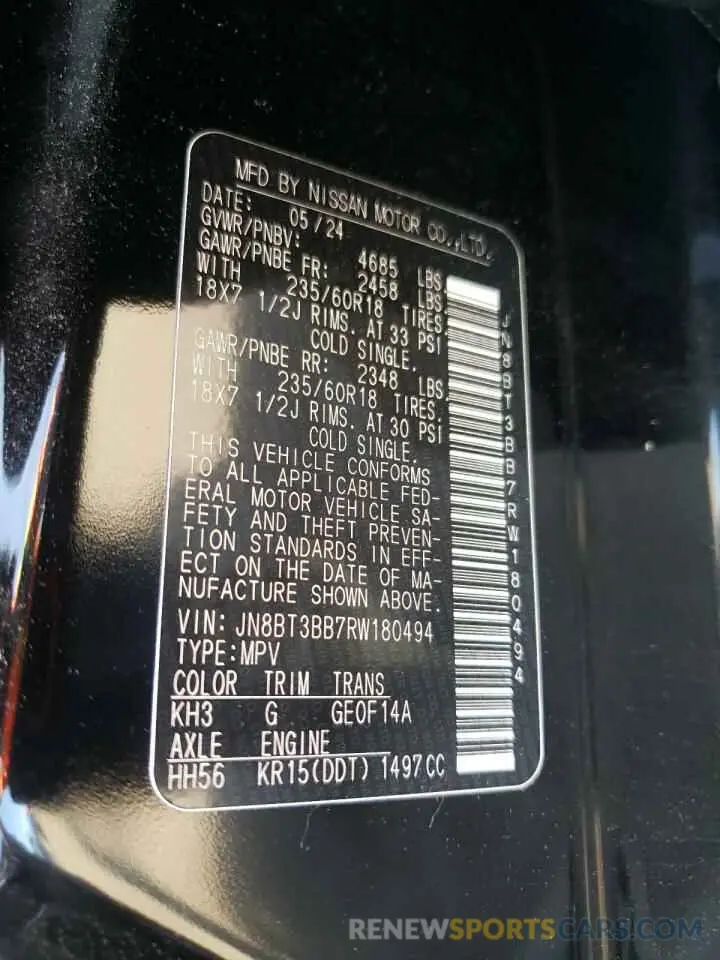 MFD BY NISSAN MOTOR CO.,LTD.
DATE: 05/24
GVWR/PNBV: 4685 LBS
GAWR/PNBE FR: 2458 LBS
WITH 235/60R18 TIRES
18X7 1/2J RIMS. AT 33 PSI
COLD SINGLE.
GAWR/PNBE RR: 2348 LBS
WITH 235/60R18 TIRES.
18X7 1/2J RIMS. AT 30 PSI
COLD SINGLE.
THIS VEHICLE CONFORMS
TO ALL APPLICABLE FED-
ERAL MOTOR VEHICLE SA-
FETY AND THEFT PREVEN-
TION STANDARDS IN EFF-
ECT ON THE DATE OF MA-
NUFACTURE SHOWN ABOVE.
VIN: JN8BT3BB7RW180494
TYPE:MPV
COLOR TRIM TRANS
KH3 G GE0F14A
AXLE ENGINE
HH56 KR15(DDT) 1497CC
JN8BT3BB7RW180494
RENEWSPORTSCARS.COM